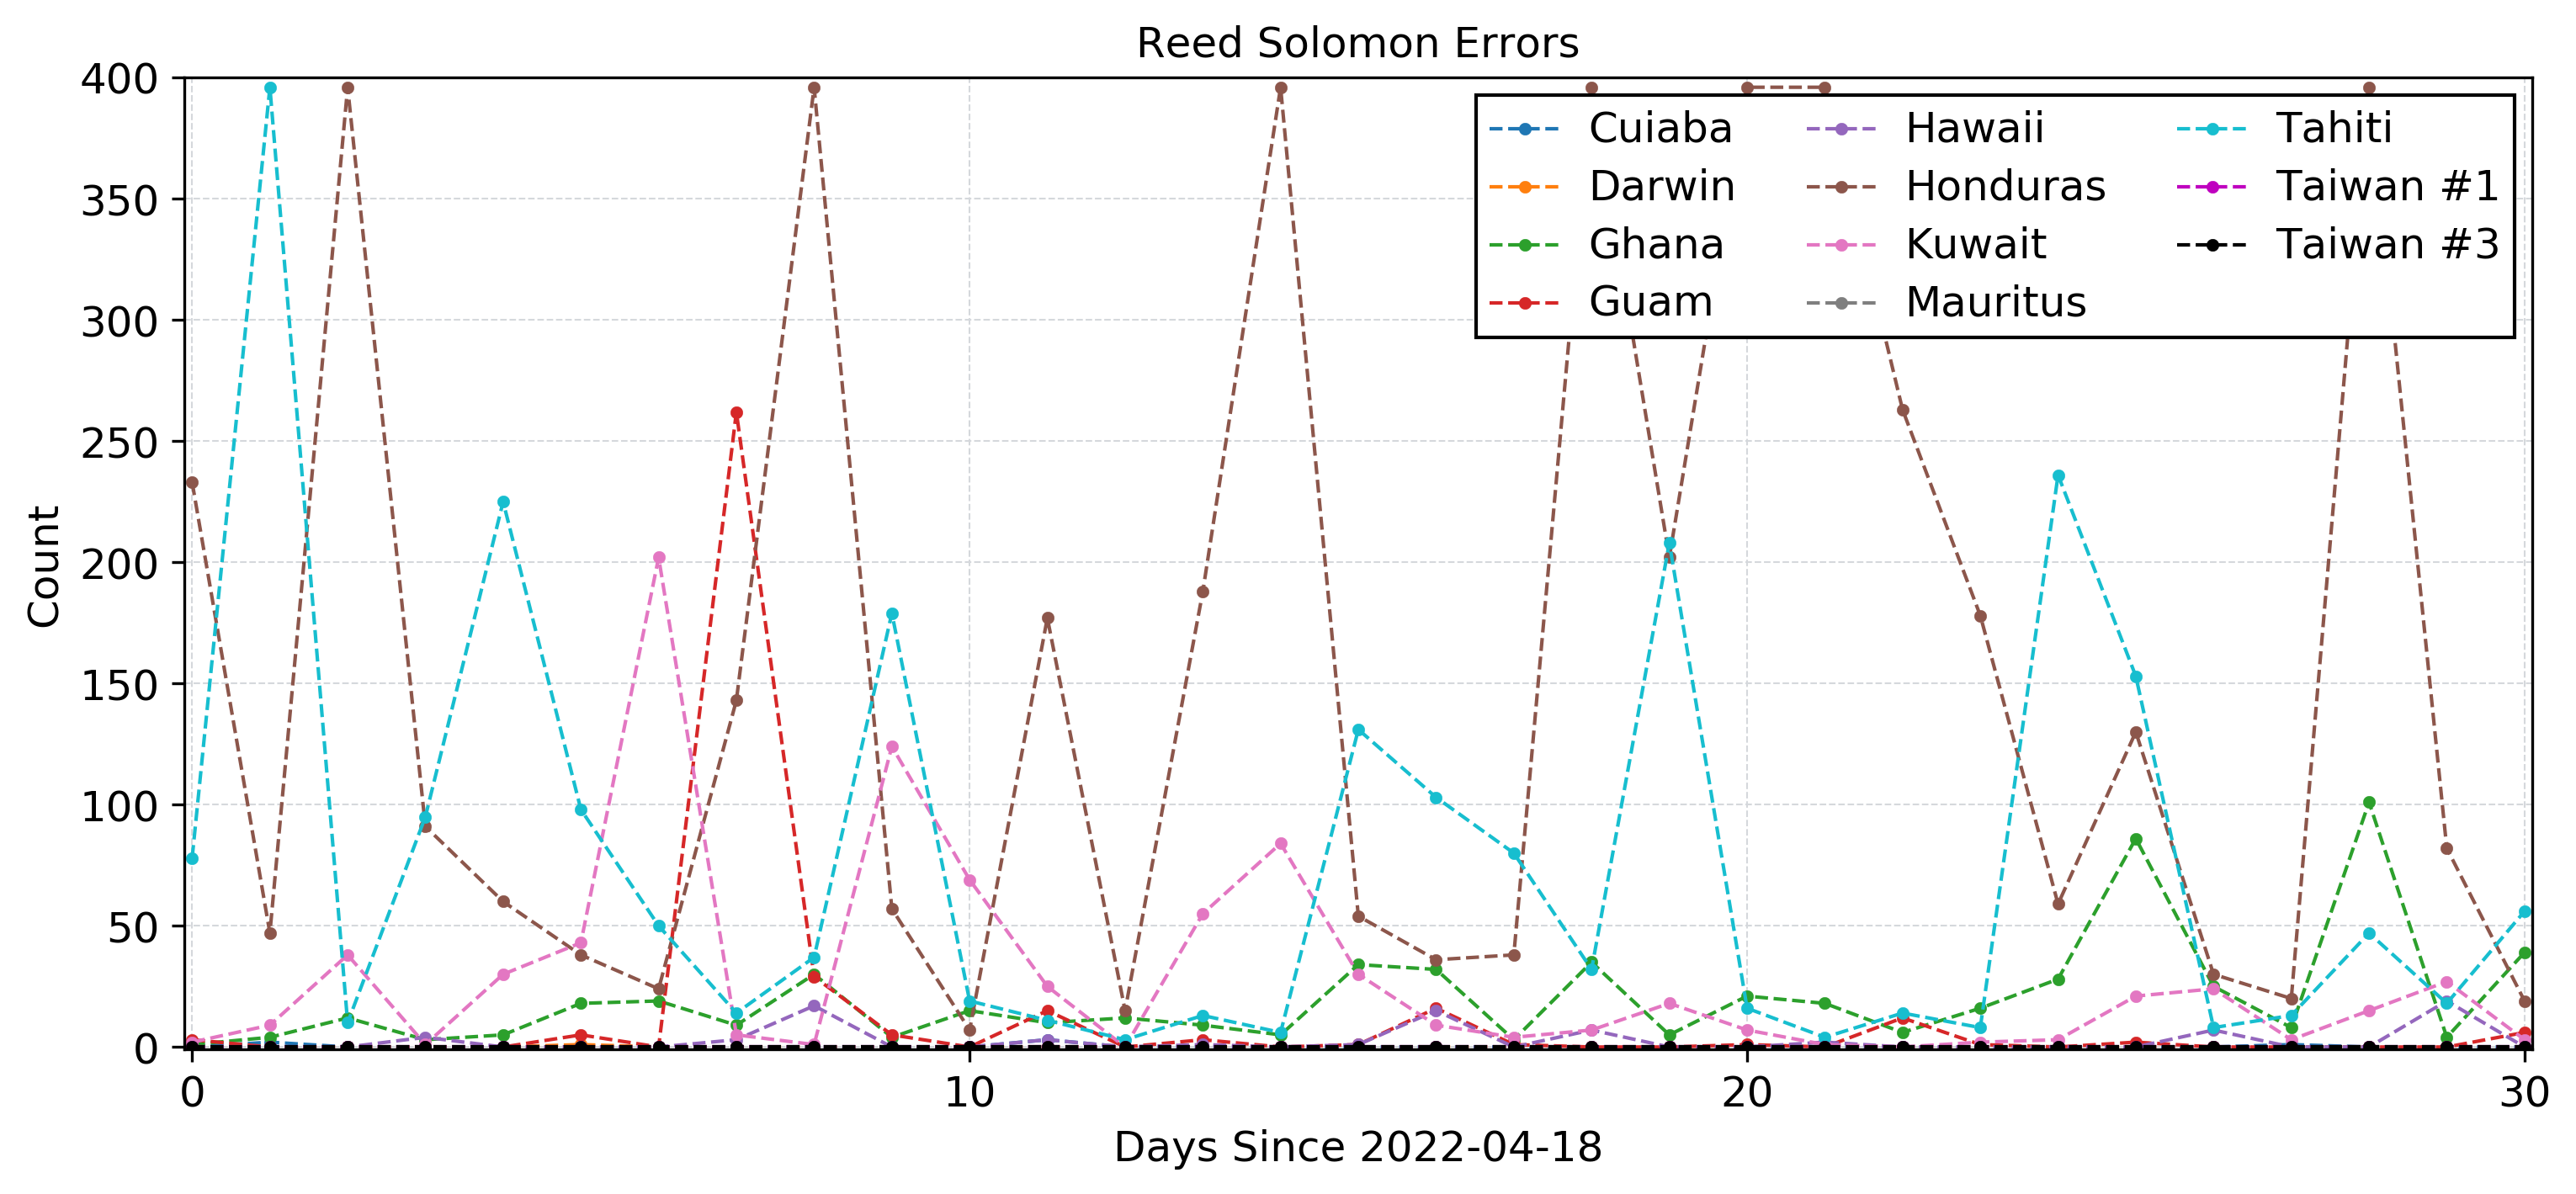 Reed Solomon Errors
400
350
300
250
200
150
100
50
0
Count
Cuiaba
Darwin
Ghana
Guam
Hawaii
Honduras
Kuwait
Mauritus
Tahiti
Taiwan #1
Taiwan #3
0 10 20 30
Days Since 2022-04-18